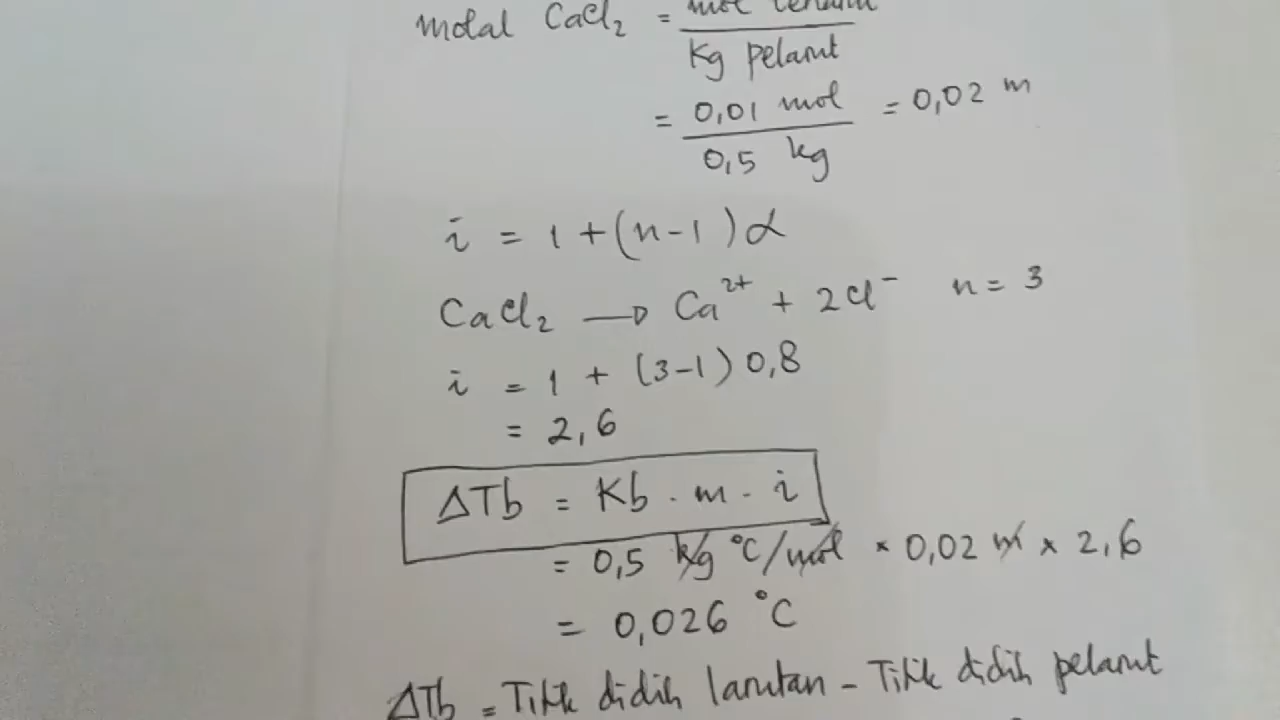 molal CaCl₂ = mol terlarut / Kg pelarut
= 0,01 mol / 0,5 kg = 0,02 m
i = 1 + (n-1)α
CaCl₂ → Ca²⁺ + 2Cl⁻ n = 3
i = 1 + (3-1) 0,8
= 2,6
ΔTb = Kb . m . i
= 0,5 kg °C/mol × 0,02 m × 2,6
= 0,026 °C
ΔTb = Titik didih larutan - Titik didih pelarut